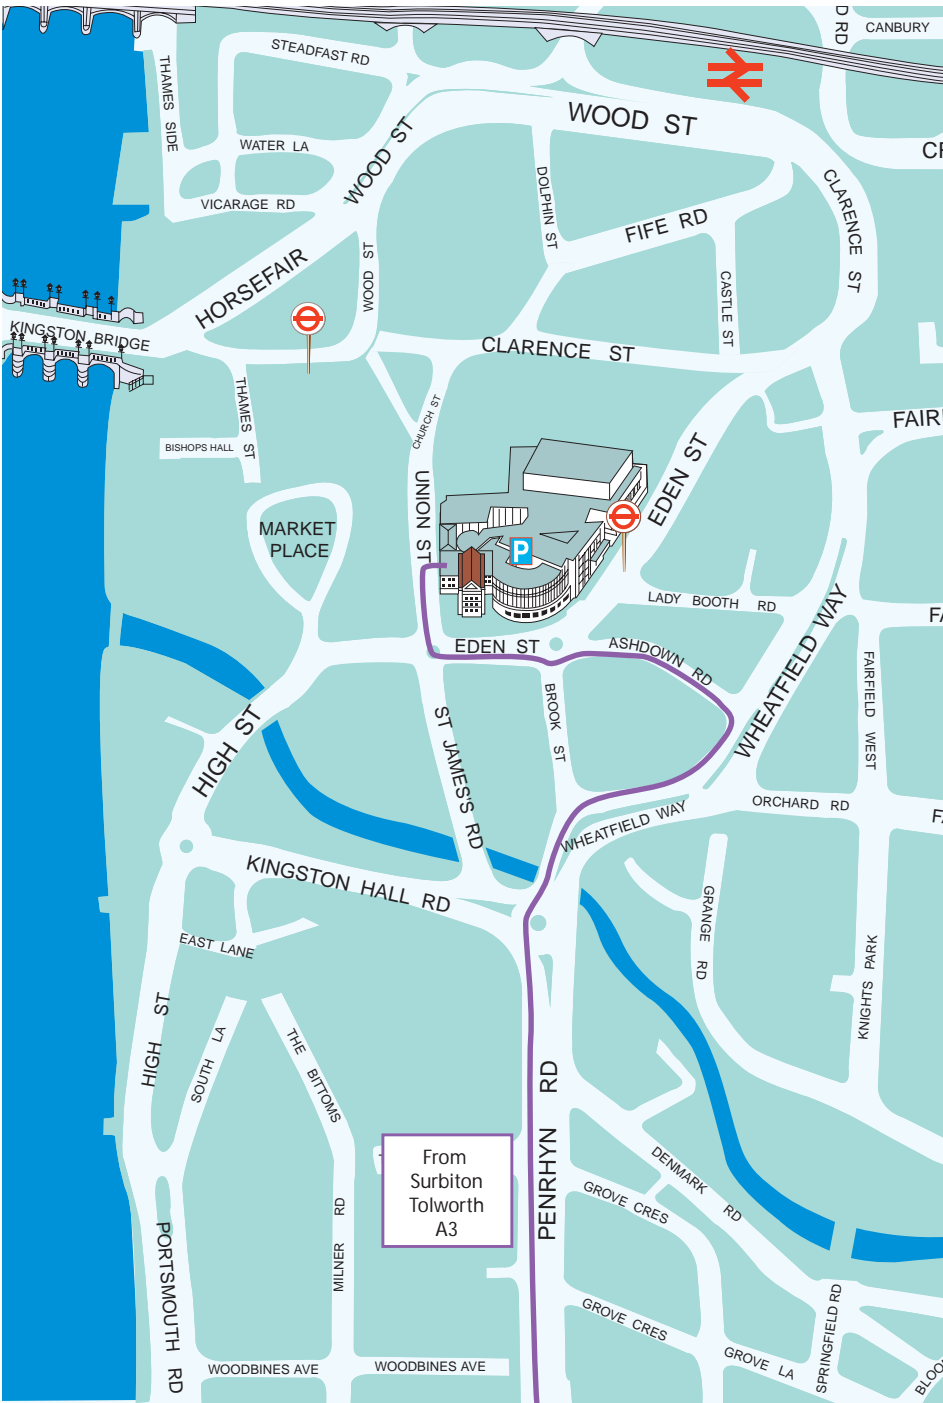 D RD
CANBURY
STEADFAST RD
THAMES SIDE
WOOD ST
WATER LA
WOOD ST
DOLPHIN ST
CLARENCE ST
VICARAGE RD
FIFE RD
HORSEFAIR
WOOD ST
CASTLE ST
KINGSTON BRIDGE
CLARENCE ST
THAMES ST
CHURCH ST
FAIR
BISHOPS HALL
EDEN ST
UNION ST
MARKET
PLACE
P
LADY BOOTH RD
WHEATFIELD WAY
EDEN ST
ASHDOWN RD
FAIRFIELD WEST
BROOK ST
HIGH ST
ST JAMES'S RD
ORCHARD RD
WHEATFIELD WAY
KINGSTON HALL RD
GRANGE RD
EAST LANE
KNIGHTS PARK
HIGH ST
SOUTH LA
THE BITTOMS
PENRHYN RD
From
Surbiton
Tolworth
A3
DENMARK RD
GROVE CRES
MILNER RD
PORTSMOUTH RD
GROVE CRES
SPRINGFIELD RD
GROVE LA
WOODBINES AVE
WOODBINES AVE
BLOO